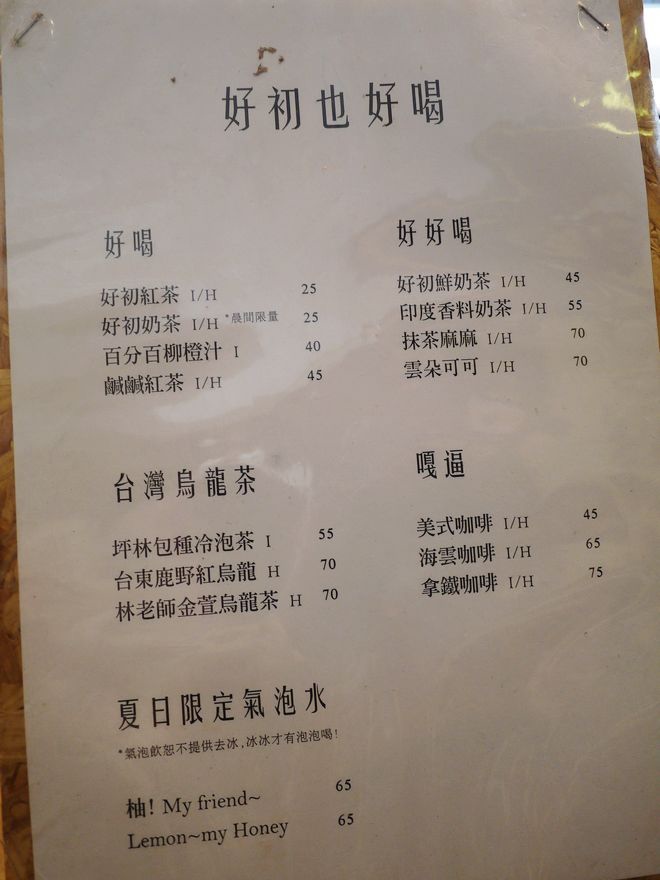 好初也好喝
好喝
好初紅茶 I/H 25
好初奶茶 I/H *晨間限量 25
百分百柳橙汁 I 40
鹹鹹紅茶 I/H 45
好好喝
好初鮮奶茶 I/H 45
印度香料奶茶 I/H 55
抹茶麻麻 I/H 70
雲朵可可 I/H 70
台灣烏龍茶
坪林包種冷泡茶 I 55
台東鹿野紅烏龍 H 70
林老師金萱烏龍茶 H 70
嘎逼
美式咖啡 I/H 45
海雲咖啡 I/H 65
拿鐵咖啡 I/H 75
夏日限定氣泡水
*氣泡飲恕不提供去冰,冰冰才有泡泡喝!
柚! My friend~ 65
Lemon~my Honey 65